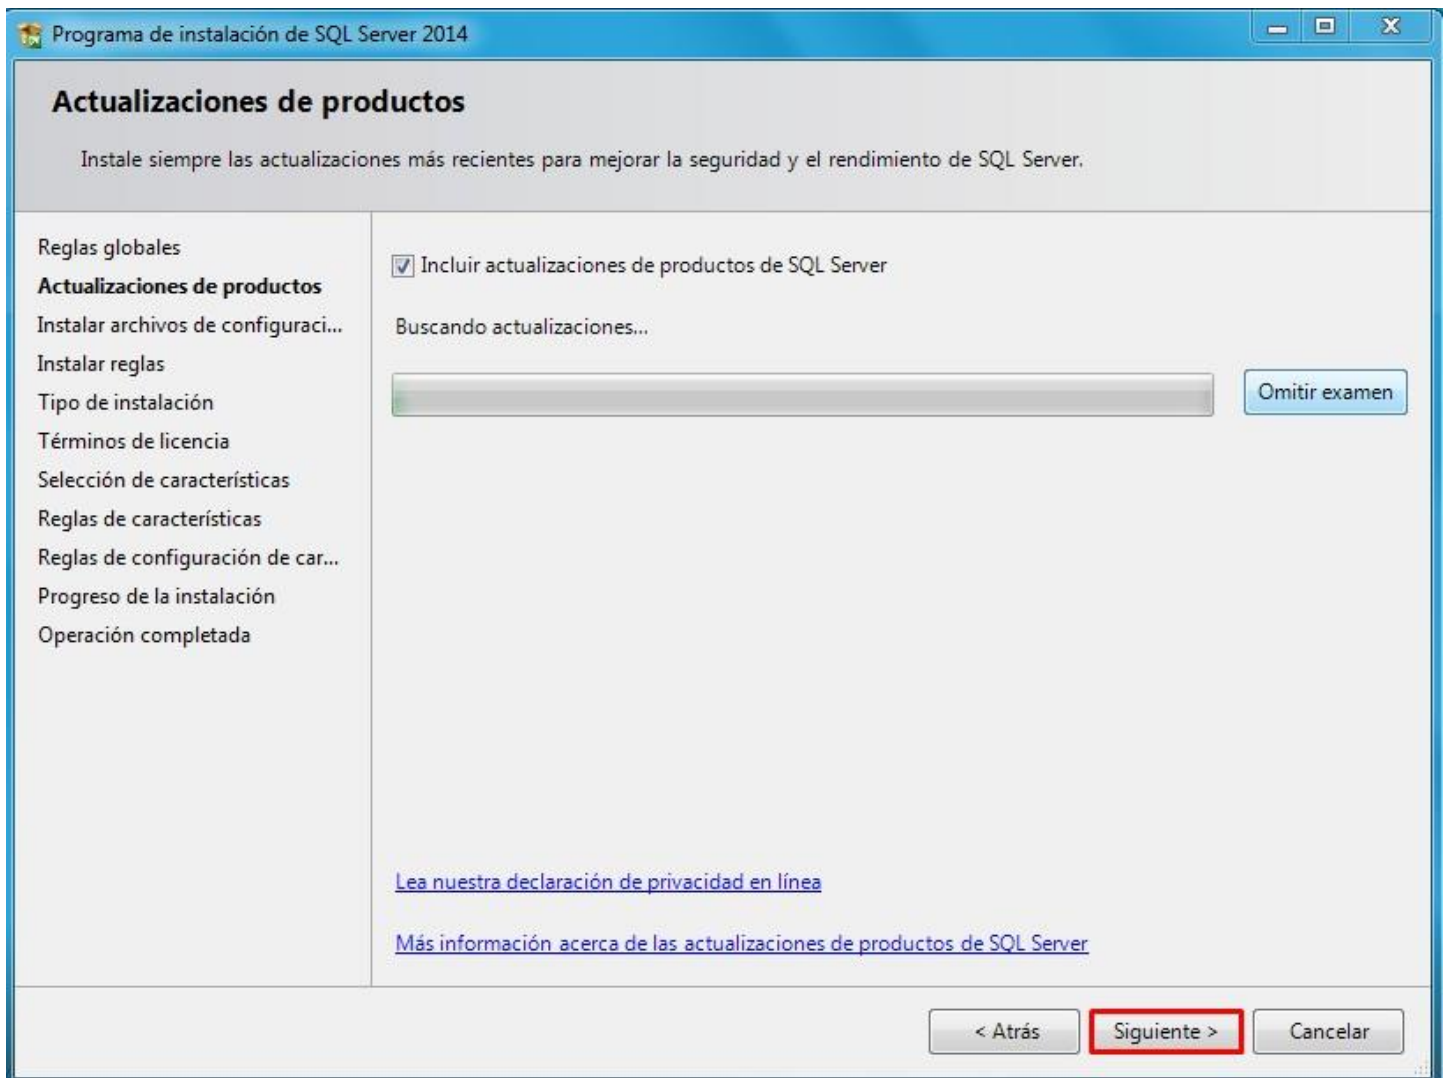 Programa de instalación de SQL Server 2014
Actualizaciones de productos
Instale siempre las actualizaciones más recientes para mejorar la seguridad y el rendimiento de SQL Server.
Reglas globales
Actualizaciones de productos
Instalar archivos de configuraci...
Instalar reglas
Tipo de instalación
Términos de licencia
Selección de características
Reglas de características
Reglas de configuración de car...
Progreso de la instalación
Operación completada
Incluir actualizaciones de productos de SQL Server
Buscando actualizaciones...
Omitir examen
Lea nuestra declaración de privacidad en línea
Más información acerca de las actualizaciones de productos de SQL Server
< Atrás
Siguiente >
Cancelar